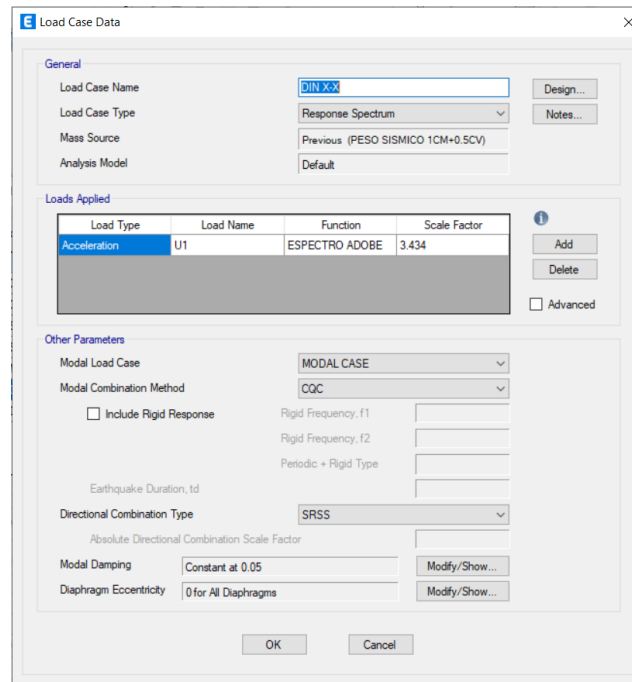 E Load Case Data
General
Load Case Name DIN X-X Design...
Load Case Type Response Spectrum Notes...
Mass Source Previous (PESO SISMICO 1CM+0.5CV)
Analysis Model Default
Loads Applied
Load Type Load Name Function Scale Factor
Acceleration U1 ESPECTRO ADOBE 3.434
Add
Delete
Advanced
Other Parameters
Modal Load Case MODAL CASE
Modal Combination Method CQC
Include Rigid Response Rigid Frequency, f1
Rigid Frequency, f2
Periodic + Rigid Type
Earthquake Duration, td
Directional Combination Type SRSS
Absolute Directional Combination Scale Factor
Modal Damping Constant at 0.05 Modify/Show...
Diaphragm Eccentricity 0 for All Diaphragms Modify/Show...
OK Cancel